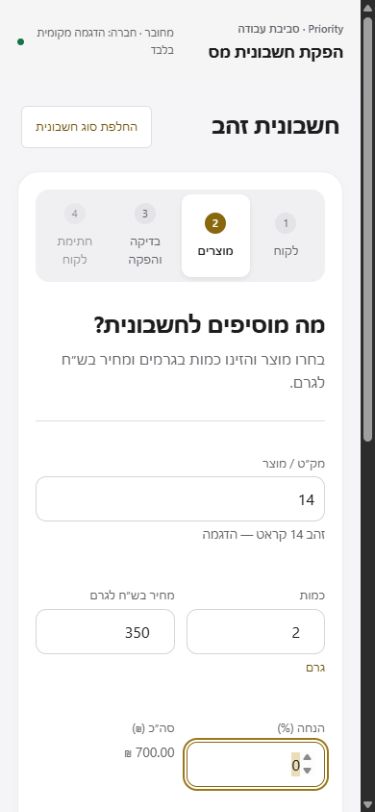 Priority · סביבת עבודה
הפקת חשבונית מס
מחובר · חברה: הדגמה מקומית
בלבד
חשבונית זהב
החלפת סוג חשבונית
1
לקוח
2
מוצרים
3
בדיקה
והפקה
4
חתימת
לקוח
מה מוסיפים לחשבונית?
בחרו מוצר והזינו כמות בגרמים ומחיר בש״ח
לגרם.
מק״ט / מוצר
14
זהב 14 קראט — הדגמה
כמות
2
גרם
מחיר בש״ח לגרם
350
הנחה (%)
0
סה״כ (₪)
700.00 ₪